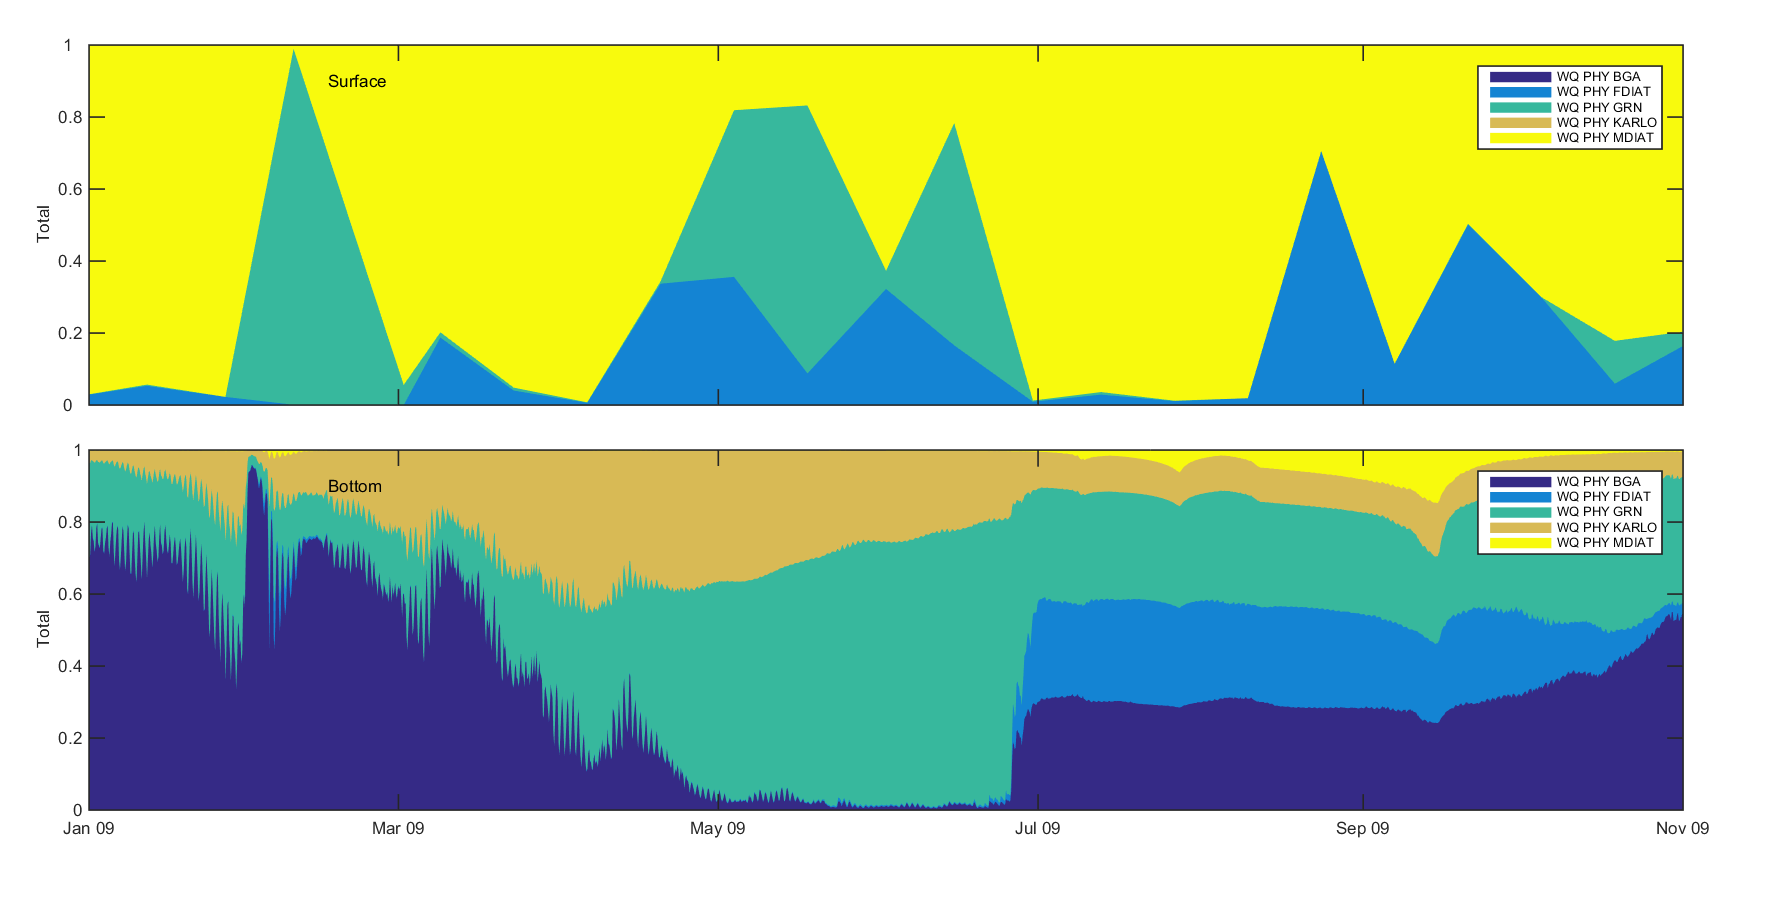 1
0.8
0.6
0.4
0.2
0
Total
Surface
WQ PHY BGA
WQ PHY FDIAT
WQ PHY GRN
WQ PHY KARLO
WQ PHY MDIAT
1
0.8
0.6
0.4
0.2
0
Total
Bottom
WQ PHY BGA
WQ PHY FDIAT
WQ PHY GRN
WQ PHY KARLO
WQ PHY MDIAT
Jan 09 Mar 09 May 09 Jul 09 Sep 09 Nov 09